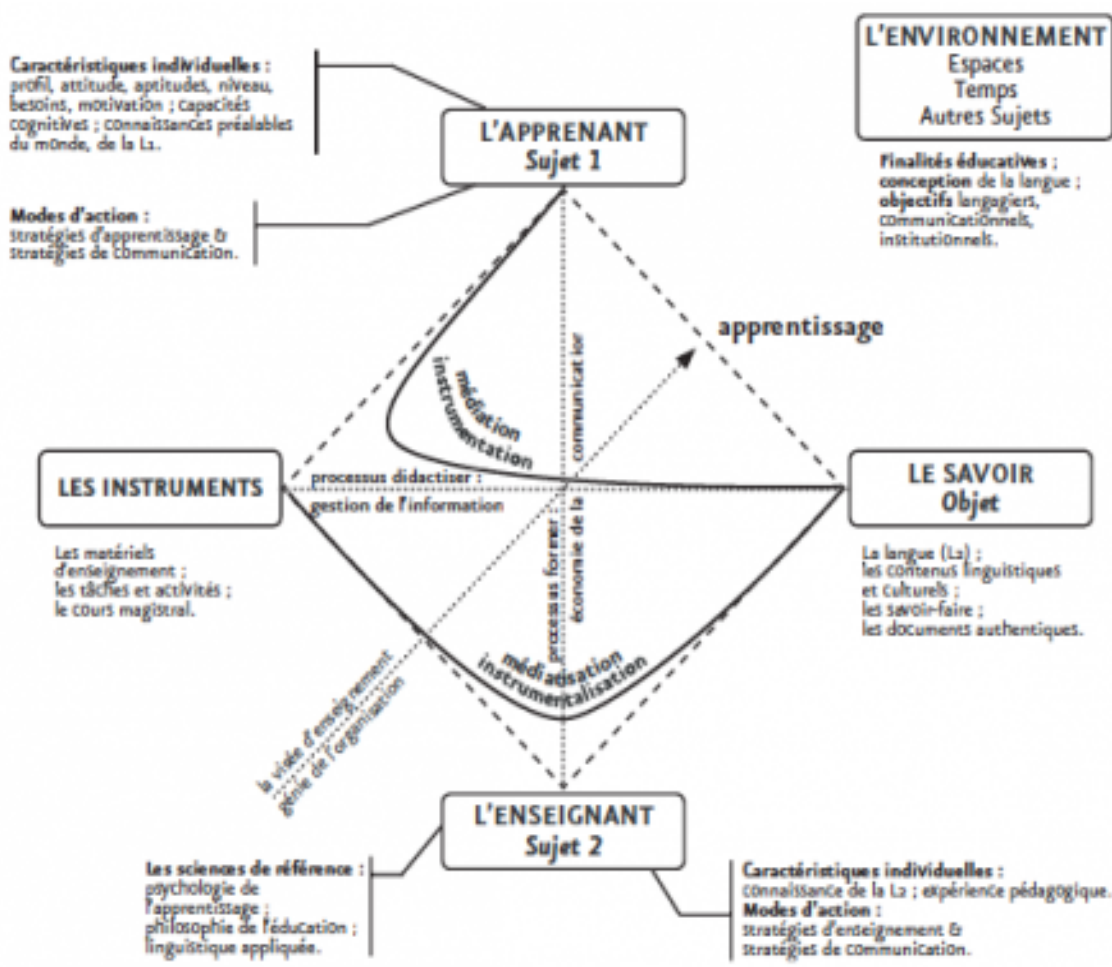 Caractéristiques individuelles :
profil, attitude, aptitudes, niveau,
besoins, motivation ; capacités
cognitives ; connaissances préalables
du monde, de la L1.
Modes d'action :
stratégies d'apprentissage &
stratégies de communication.
L'APPRENANT
Sujet 1
L'ENVIRONNEMENT
Espaces
Temps
Autres Sujets
Finalités éducatives ;
conception de la langue ;
objectifs langagiers,
communicationnels,
institutionnels.
apprentissage
médiation
instrumentation
communication
LES INSTRUMENTS
processus didactiser :
gestion de l'information
LE SAVOIR
Objet
Les matériels
d'enseignement ;
les tâches et activités ;
le cours magistral.
processus former
économie de la
La langue (L2) ;
les contenus linguistiques
et culturels ;
les savoir-faire ;
les documents authentiques.
médiatisation
instrumentalisation
la visée d'enseignement
génie de l'organisation
L'ENSEIGNANT
Sujet 2
Les sciences de référence :
psychologie de
l'apprentissage ;
philosophie de l'éducation ;
linguistique appliquée.
Caractéristiques individuelles :
connaissance de la L2 ; expérience pédagogique.
Modes d'action :
stratégies d'enseignement &
stratégies de communication.